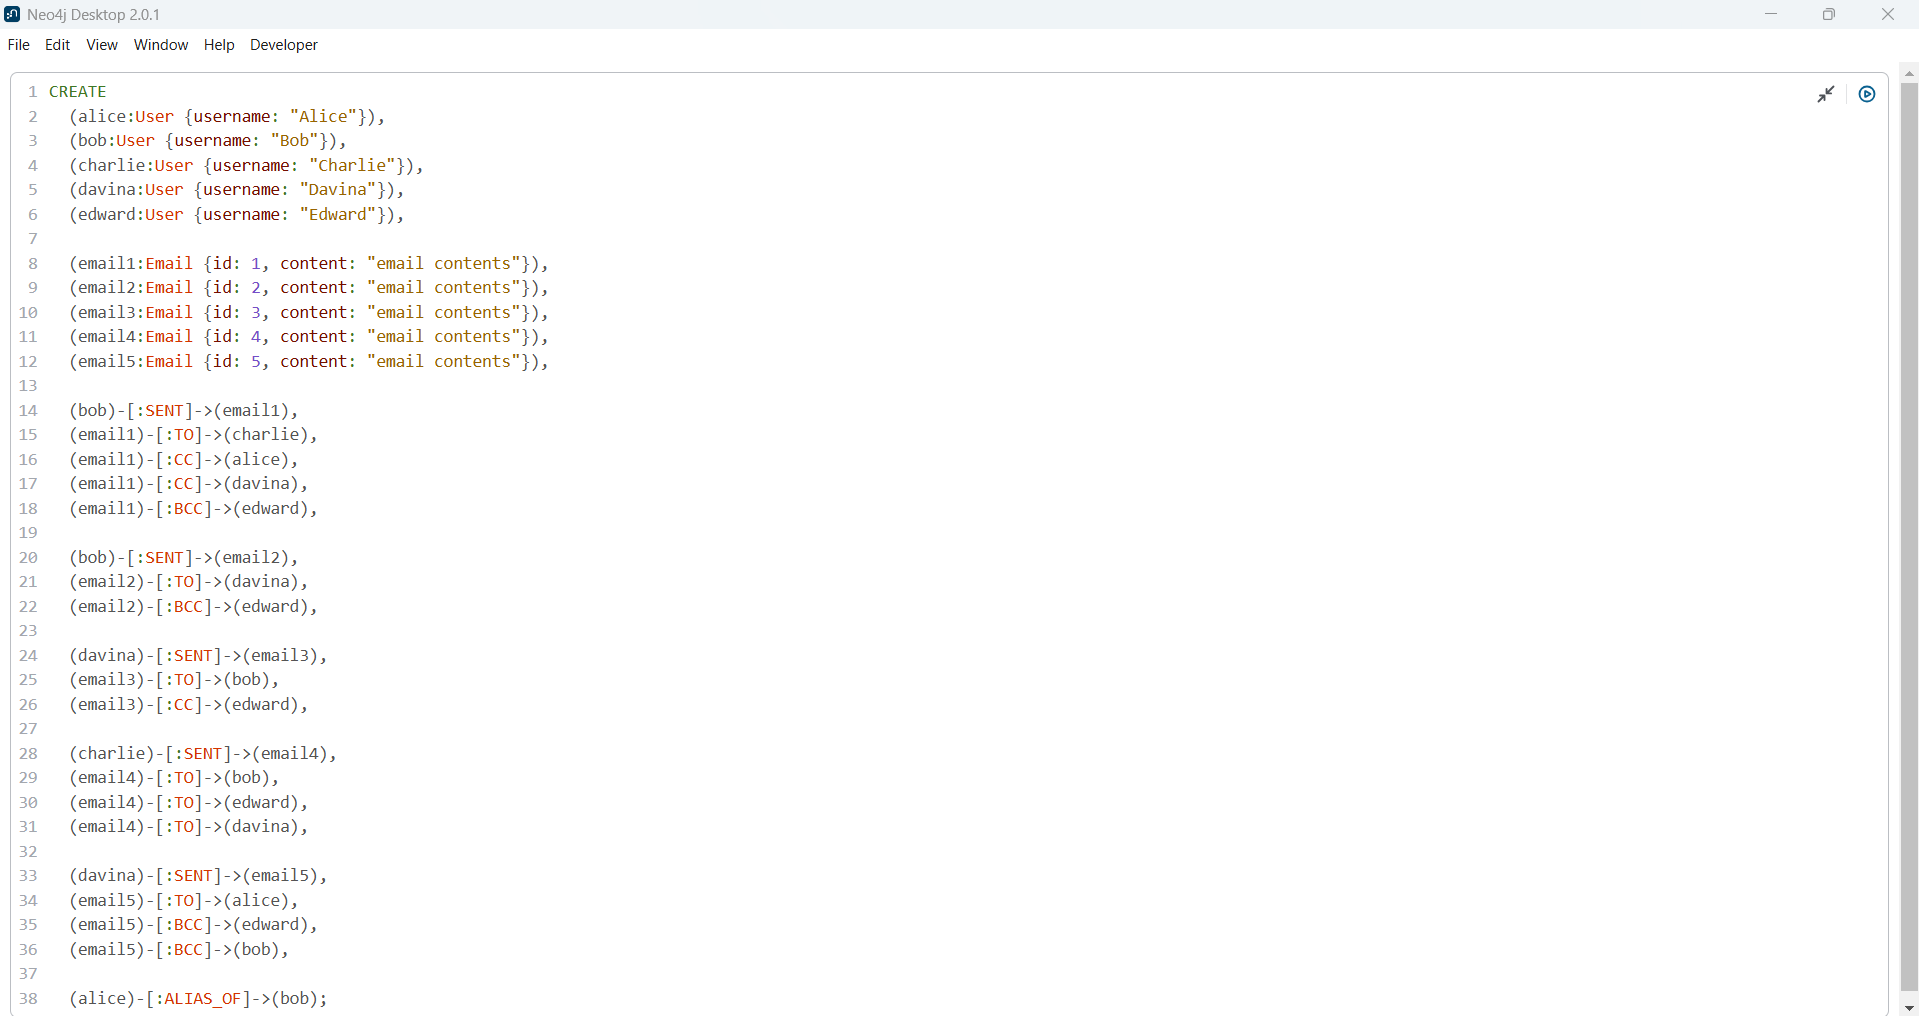 Neo4j Desktop 2.0.1
File Edit View Window Help Developer
1 CREATE
2 (alice:User {username: "Alice"}),
3 (bob:User {username: "Bob"}),
4 (charlie:User {username: "Charlie"}),
5 (davina:User {username: "Davina"}),
6 (edward:User {username: "Edward"}),
7
8 (email1:Email {id: 1, content: "email contents"}),
9 (email2:Email {id: 2, content: "email contents"}),
10 (email3:Email {id: 3, content: "email contents"}),
11 (email4:Email {id: 4, content: "email contents"}),
12 (email5:Email {id: 5, content: "email contents"}),
13
14 (bob)-[:SENT]->(email1),
15 (email1)-[:TO]->(charlie),
16 (email1)-[:CC]->(alice),
17 (email1)-[:CC]->(davina),
18 (email1)-[:BCC]->(edward),
19
20 (bob)-[:SENT]->(email2),
21 (email2)-[:TO]->(davina),
22 (email2)-[:BCC]->(edward),
23
24 (davina)-[:SENT]->(email3),
25 (email3)-[:TO]->(bob),
26 (email3)-[:CC]->(edward),
27
28 (charlie)-[:SENT]->(email4),
29 (email4)-[:TO]->(bob),
30 (email4)-[:TO]->(edward),
31 (email4)-[:TO]->(davina),
32
33 (davina)-[:SENT]->(email5),
34 (email5)-[:TO]->(alice),
35 (email5)-[:BCC]->(edward),
36 (email5)-[:BCC]->(bob),
37
38 (alice)-[:ALIAS_OF]->(bob);